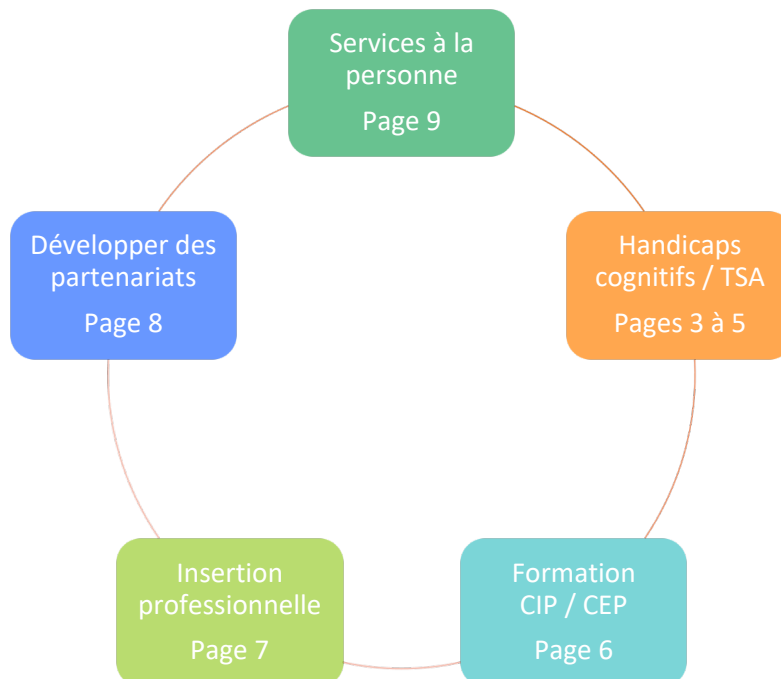 Services à la
personne
Page 9
Handicaps
cognitifs / TSA
Pages 3 à 5
Formation
CIP / CEP
Page 6
Insertion
professionnelle
Page 7
Développer des
partenariats
Page 8